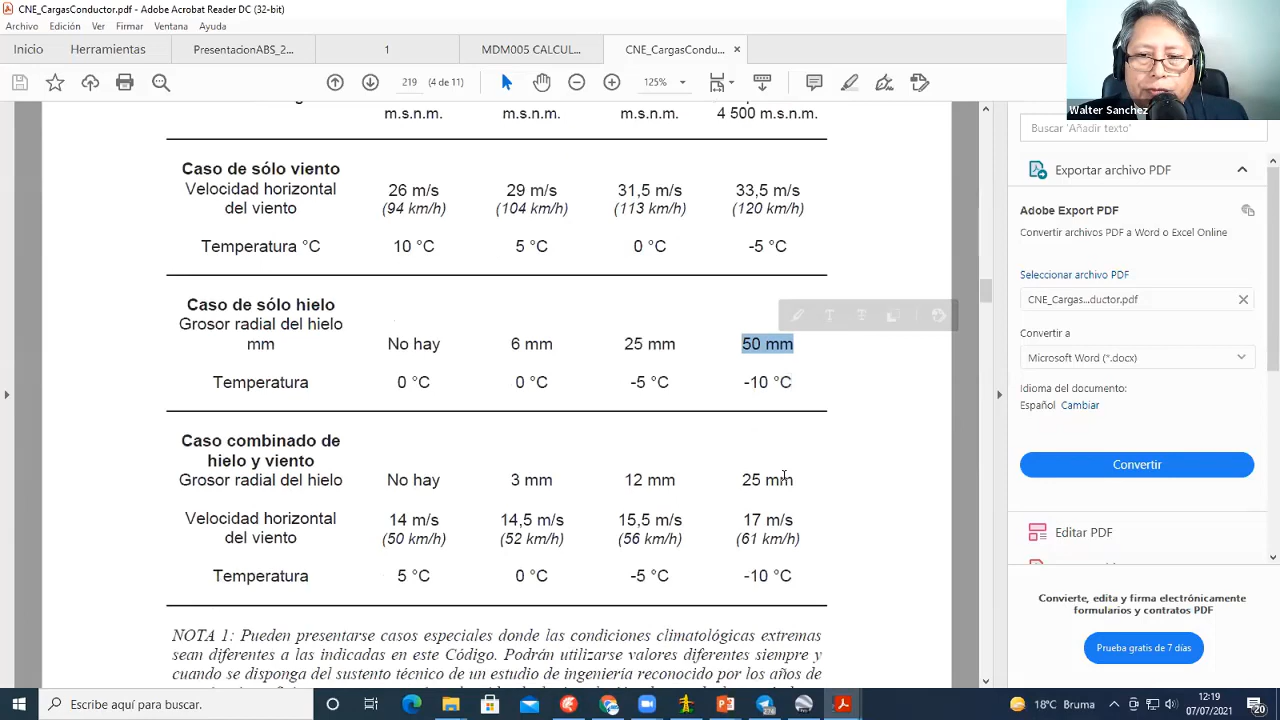 CNE_CargasConductor.pdf - Adobe Acrobat Reader DC (32-bit)
Archivo Edición Ver Firmar Ventana Ayuda
Inicio Herramientas PresentacionABS_2... 1 MDM005 CALCUL... CNE_CargasCondu... ×
219 (4 de 11) 125%
Walter Sanchez
m.s.n.m. m.s.n.m. m.s.n.m. 4 500 m.s.n.m.
Caso de sólo viento
Velocidad horizontal 26 m/s 29 m/s 31,5 m/s 33,5 m/s
del viento (94 km/h) (104 km/h) (113 km/h) (120 km/h)
Temperatura °C 10 °C 5 °C 0 °C -5 °C
Caso de sólo hielo
Grosor radial del hielo
mm No hay 6 mm 25 mm 50 mm
Temperatura 0 °C 0 °C -5 °C -10 °C
Caso combinado de
hielo y viento
Grosor radial del hielo No hay 3 mm 12 mm 25 mm
Velocidad horizontal 14 m/s 14,5 m/s 15,5 m/s 17 m/s
del viento (50 km/h) (52 km/h) (56 km/h) (61 km/h)
Temperatura 5 °C 0 °C -5 °C -10 °C
NOTA 1: Pueden presentarse casos especiales donde las condiciones climatológicas extremas
sean diferentes a las indicadas en este Código. Podrán utilizarse valores diferentes siempre y
cuando se disponga del sustento técnico de un estudio de ingeniería reconocido por los años de
Buscar 'Añadir texto'
Exportar archivo PDF
Adobe Export PDF
Convertir archivos PDF a Word o Excel Online
Seleccionar archivo PDF
CNE_Cargas...ductor.pdf
Convertir a
Microsoft Word (*.docx)
Idioma del documento:
Español Cambiar
Convertir
Editar PDF
Convierte, edita y firma electrónicamente
formularios y contratos PDF
Prueba gratis de 7 días
Escribe aquí para buscar.
18°C Bruma
12:19
07/07/2021
20